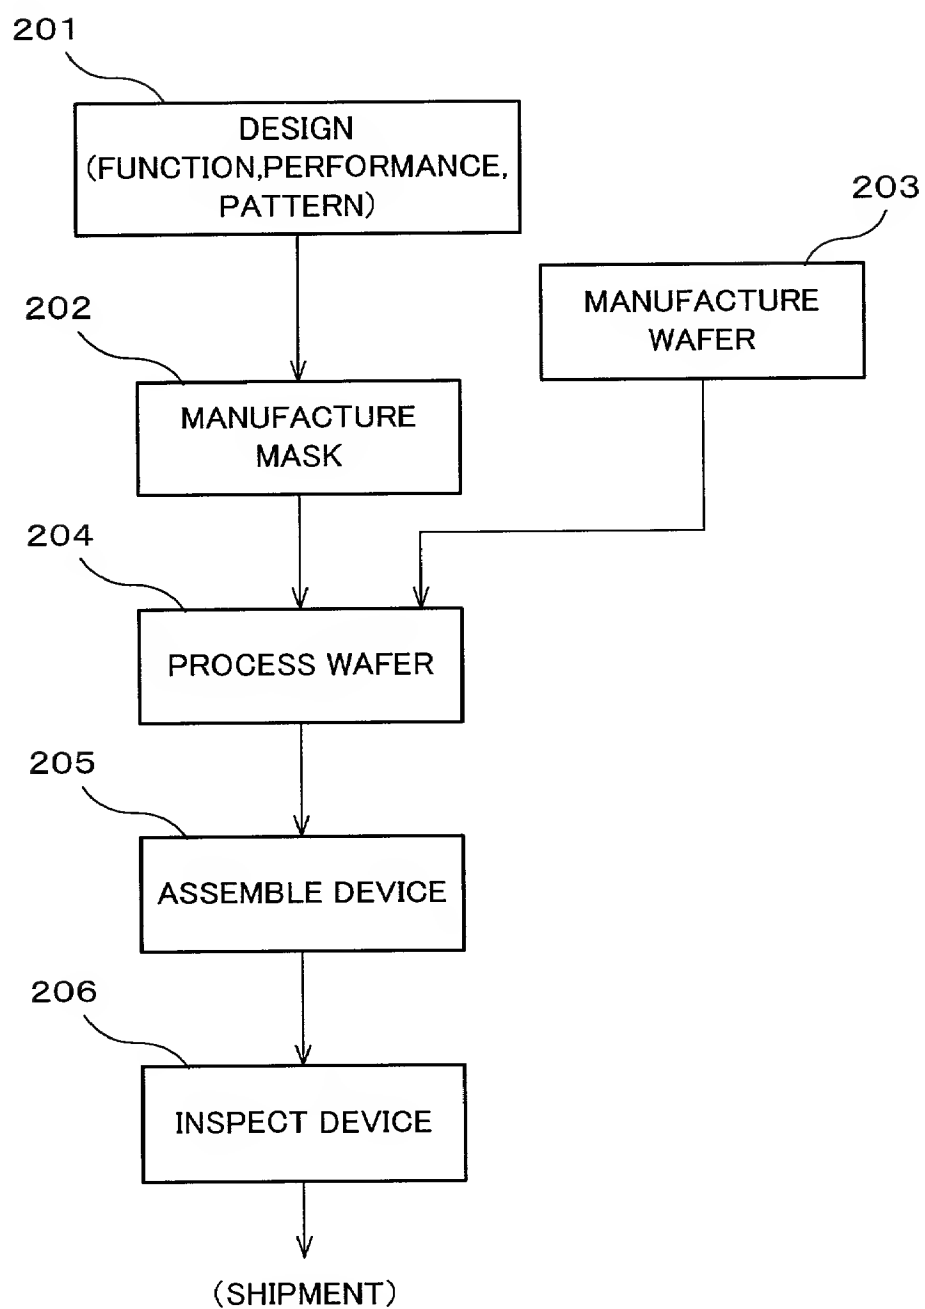 201
DESIGN
(FUNCTION,PERFORMANCE,
PATTERN)
203
MANUFACTURE
WAFER
202
MANUFACTURE
MASK
204
PROCESS WAFER
205
ASSEMBLE DEVICE
206
INSPECT DEVICE
(SHIPMENT)